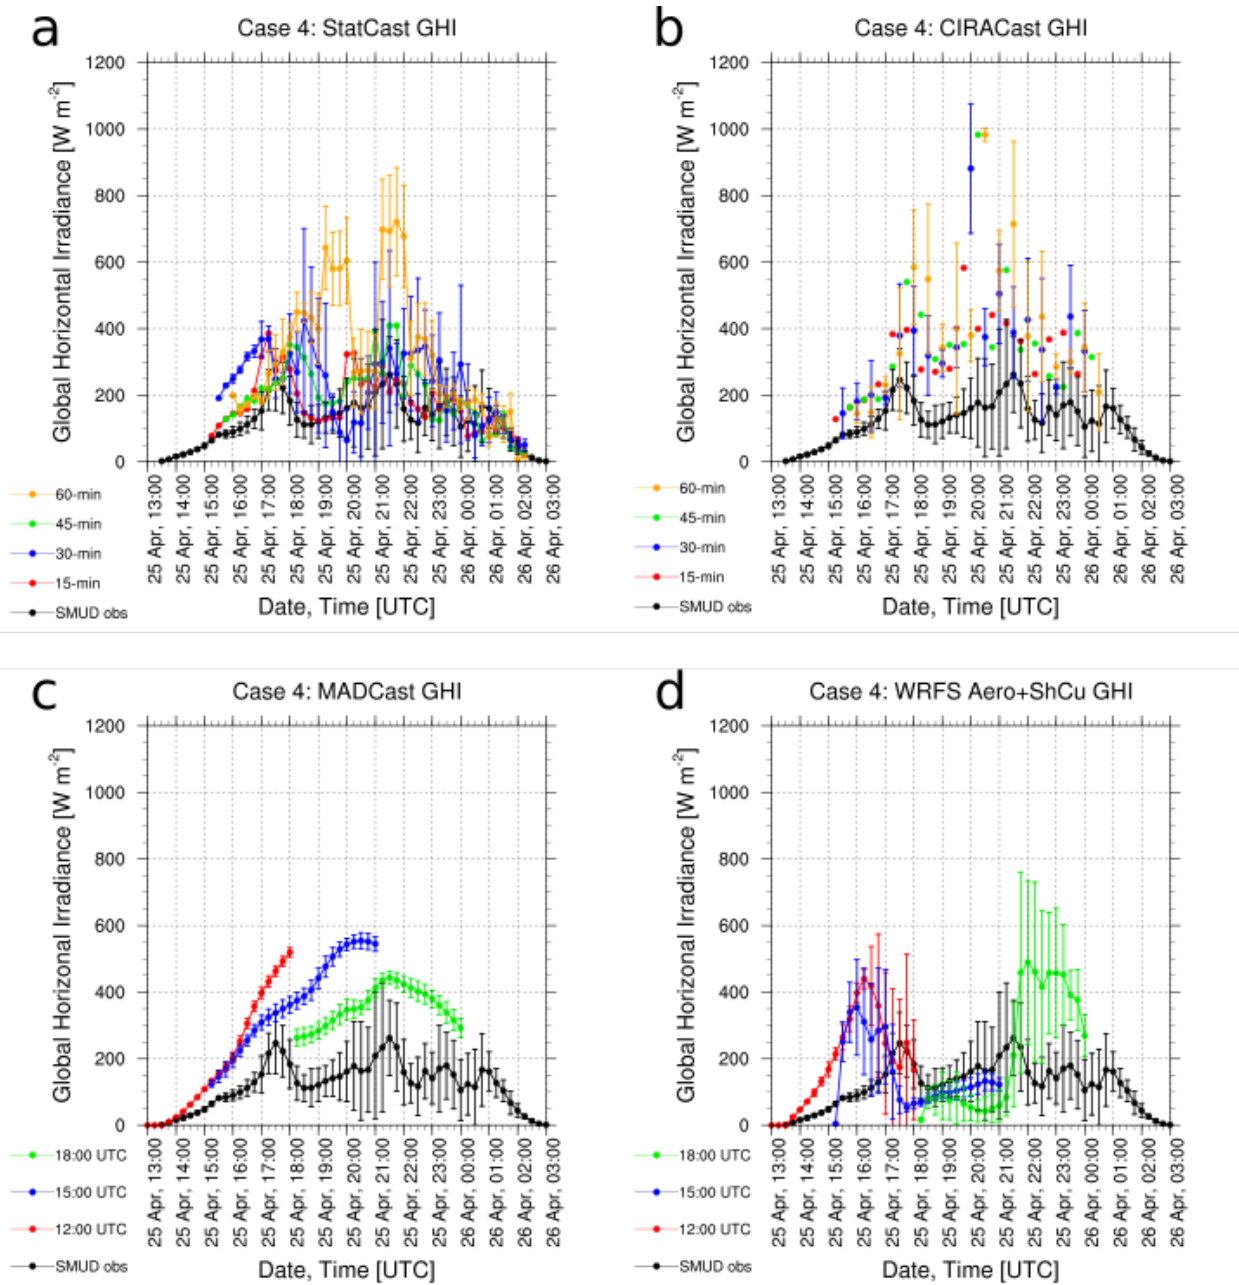 a
Case 4: StatCast GHI
Global Horizontal Irradiance [W m-2]
1200
1000
800
600
400
200
0
25 Apr, 13:00
25 Apr, 14:00
25 Apr, 15:00
25 Apr, 16:00
25 Apr, 17:00
25 Apr, 18:00
25 Apr, 19:00
25 Apr, 20:00
25 Apr, 21:00
25 Apr, 22:00
25 Apr, 23:00
26 Apr, 00:00
26 Apr, 01:00
26 Apr, 02:00
26 Apr, 03:00
60-min
45-min
30-min
15-min
SMUD obs
Date, Time [UTC]
b
Case 4: CIRACast GHI
Global Horizontal Irradiance [W m-2]
1200
1000
800
600
400
200
0
25 Apr, 13:00
25 Apr, 14:00
25 Apr, 15:00
25 Apr, 16:00
25 Apr, 17:00
25 Apr, 18:00
25 Apr, 19:00
25 Apr, 20:00
25 Apr, 21:00
25 Apr, 22:00
25 Apr, 23:00
26 Apr, 00:00
26 Apr, 01:00
26 Apr, 02:00
26 Apr, 03:00
60-min
45-min
30-min
15-min
SMUD obs
Date, Time [UTC]
c
Case 4: MADCast GHI
Global Horizonal Irradiance [W m-2]
1200
1000
800
600
400
200
0
25 Apr, 13:00
25 Apr, 14:00
25 Apr, 15:00
25 Apr, 16:00
25 Apr, 17:00
25 Apr, 18:00
25 Apr, 19:00
25 Apr, 20:00
25 Apr, 21:00
25 Apr, 22:00
25 Apr, 23:00
26 Apr, 00:00
26 Apr, 01:00
26 Apr, 02:00
26 Apr, 03:00
18:00 UTC
15:00 UTC
12:00 UTC
SMUD obs
Date, Time [UTC]
d
Case 4: WRFS Aero+ShCu GHI
Global Horizonal Irradiance [W m-2]
1200
1000
800
600
400
200
0
25 Apr, 13:00
25 Apr, 14:00
25 Apr, 15:00
25 Apr, 16:00
25 Apr, 17:00
25 Apr, 18:00
25 Apr, 19:00
25 Apr, 20:00
25 Apr, 21:00
25 Apr, 22:00
25 Apr, 23:00
26 Apr, 00:00
26 Apr, 01:00
26 Apr, 02:00
26 Apr, 03:00
18:00 UTC
15:00 UTC
12:00 UTC
SMUD obs
Date, Time [UTC]